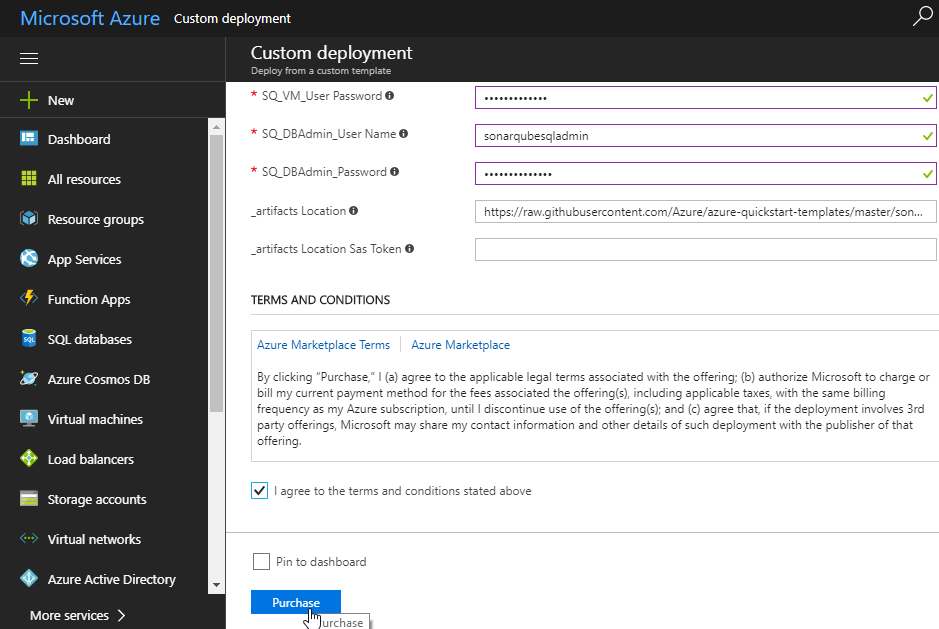 Microsoft Azure Custom deployment
Custom deployment
Deploy from a custom template
New
Dashboard
All resources
Resource groups
App Services
Function Apps
SQL databases
Azure Cosmos DB
Virtual machines
Load balancers
Storage accounts
Virtual networks
Azure Active Directory
More services
* SQ_VM_User Password •••••••••••••
* SQ_DBAdmin_User Name sonarqubesqladmin
* SQ_DBAdmin_Password ••••••••••••••
_artifacts Location https://raw.githubusercontent.com/Azure/azure-quickstart-templates/master/son...
_artifacts Location Sas Token
TERMS AND CONDITIONS
Azure Marketplace Terms Azure Marketplace
By clicking “Purchase,” I (a) agree to the applicable legal terms associated with the offering; (b) authorize Microsoft to charge or
bill my current payment method for the fees associated the offering(s), including applicable taxes, with the same billing
frequency as my Azure subscription, until I discontinue use of the offering(s); and (c) agree that, if the deployment involves 3rd
party offerings, Microsoft may share my contact information and other details of such deployment with the publisher of that
offering.
I agree to the terms and conditions stated above
Pin to dashboard
Purchase
urchase